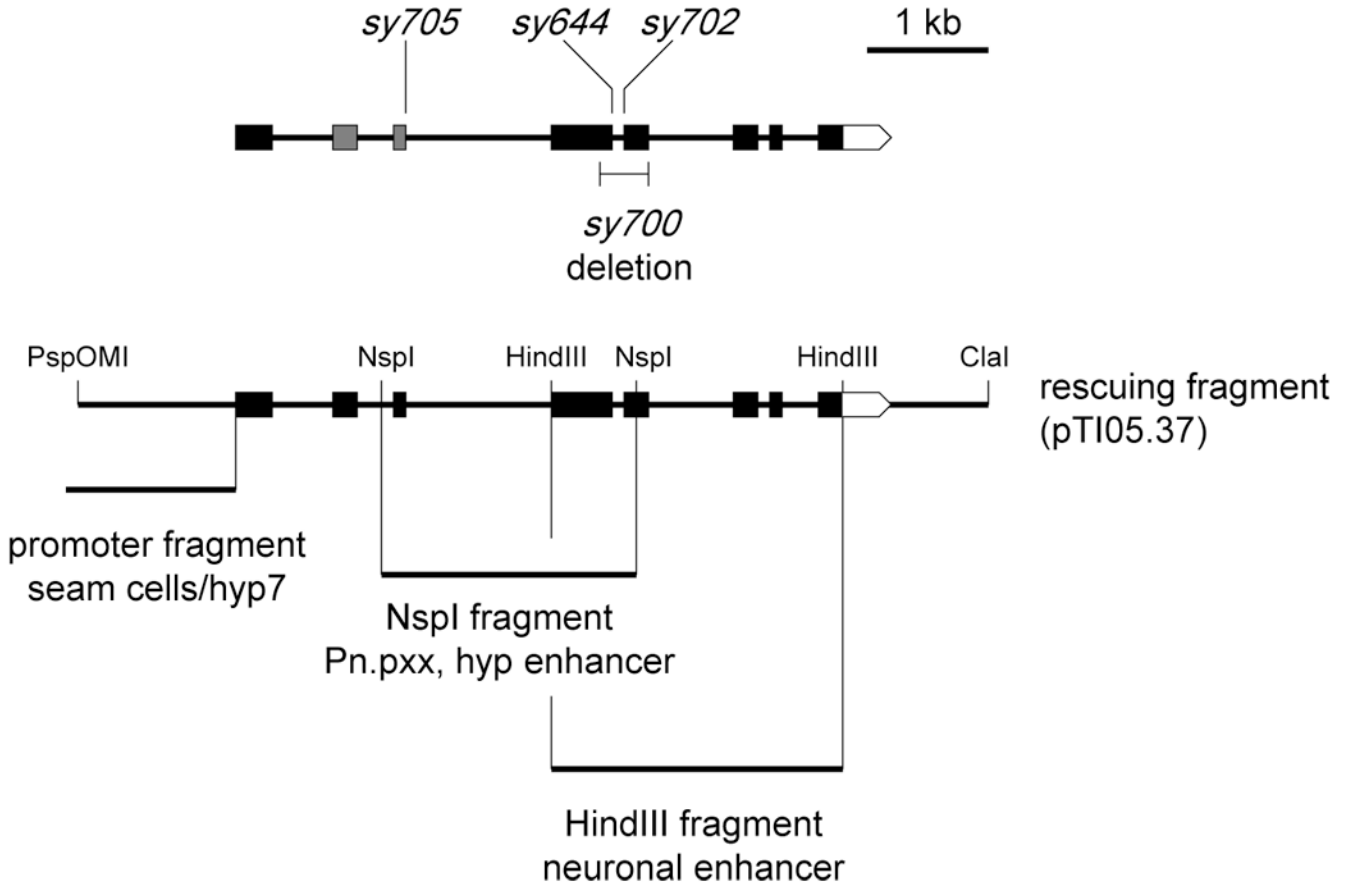 sy705 sy644 sy702 1 kb
sy700
deletion
PspOMI NspI HindIII NspI HindIII ClaI
rescuing fragment
(pTI05.37)
promoter fragment
seam cells/hyp7
NspI fragment
Pn.pxx, hyp enhancer
HindIII fragment
neuronal enhancer